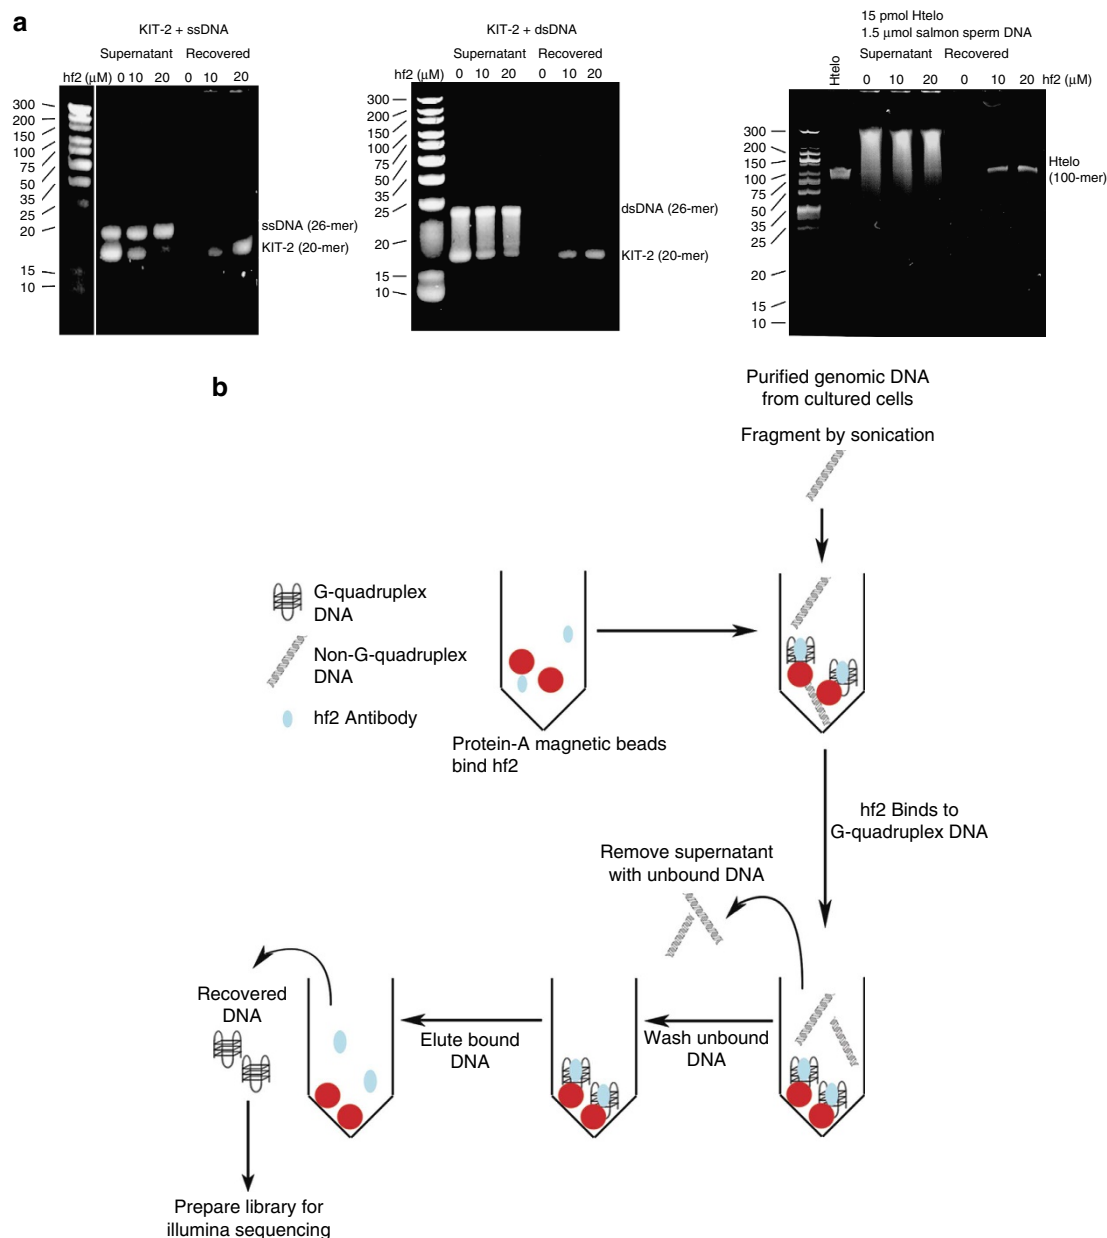 a
KIT-2 + ssDNA
Supernatant Recovered
hf2 (µM) 0 10 20 0 10 20
300
200
150
100
75
50
35
25
20
15
10
ssDNA (26-mer)
KIT-2 (20-mer)
KIT-2 + dsDNA
Supernatant Recovered
hf2 (µM) 0 10 20 0 10 20
300
200
150
100
75
50
35
25
20
15
10
dsDNA (26-mer)
KIT-2 (20-mer)
15 pmol Htelo
1.5 µmol salmon sperm DNA
Supernatant Recovered
Htelo
0 10 20 0 10 20 hf2 (µM)
300
200
150
100
75
50
35
25
20
15
10
Htelo
(100-mer)
b
Purified genomic DNA
from cultured cells
Fragment by sonication
G-quadruplex
DNA
Non-G-quadruplex
DNA
hf2 Antibody
Protein-A magnetic beads
bind hf2
hf2 Binds to
G-quadruplex DNA
Remove supernatant
with unbound DNA
Wash unbound
DNA
Elute bound
DNA
Recovered
DNA
Prepare library for
illumina sequencing